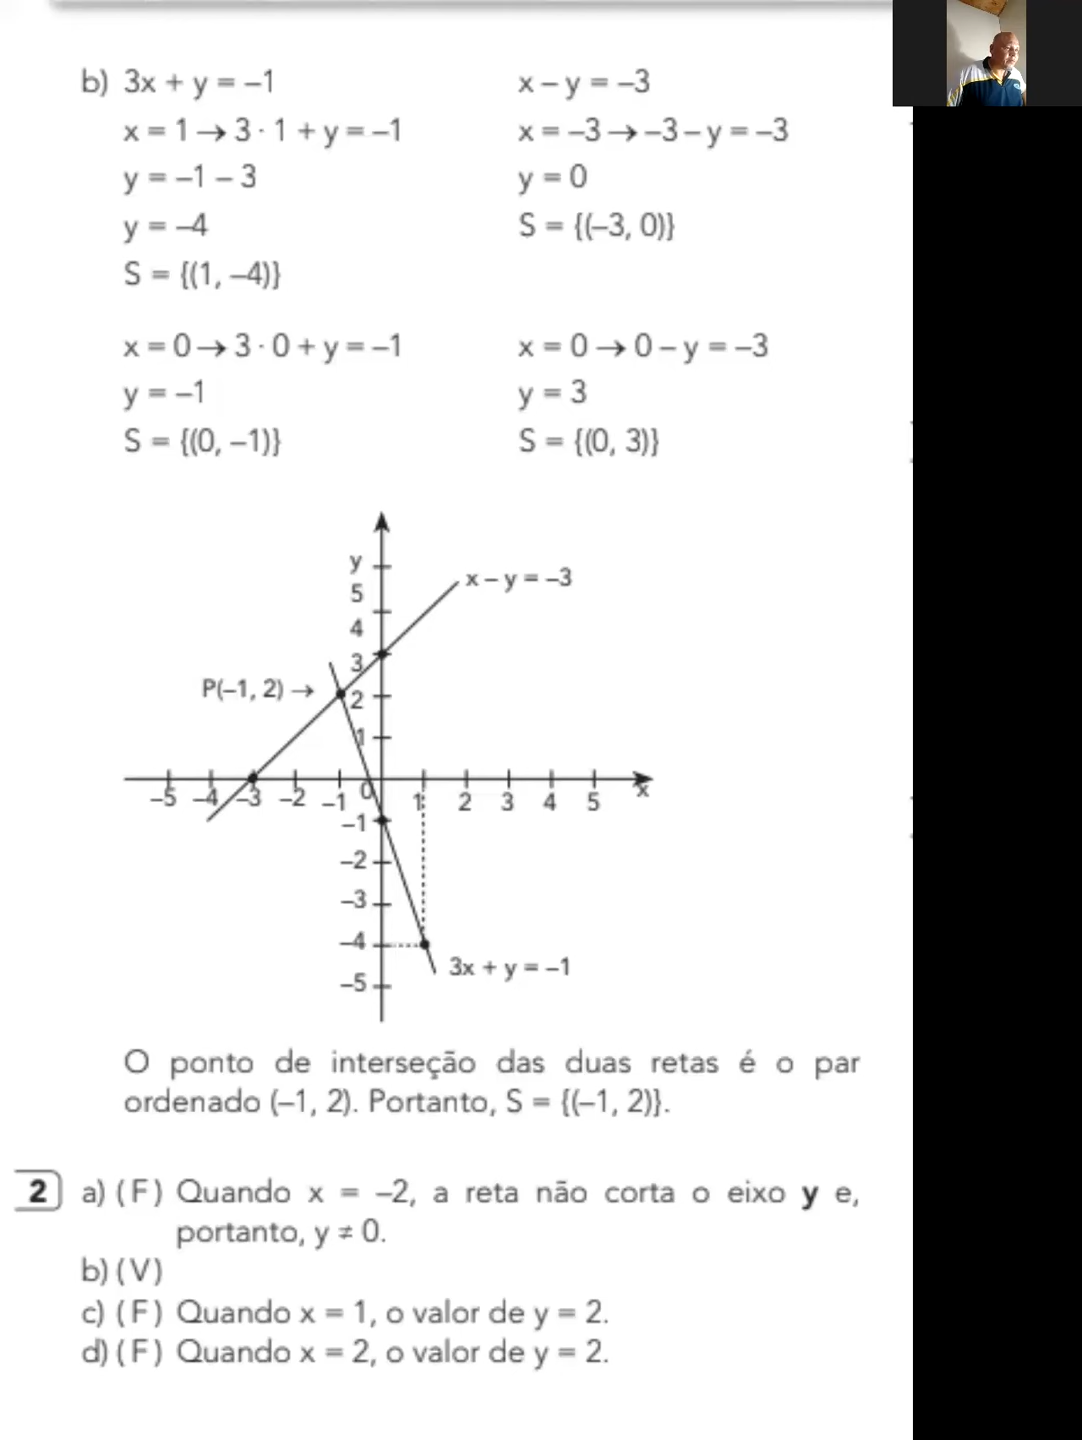 b) 3x + y = –1
x = 1 → 3 · 1 + y = –1
y = –1 – 3
y = –4
S = {(1, –4)}
x – y = –3
x = –3 → –3 – y = –3
y = 0
S = {(–3, 0)}
x = 0 → 3 · 0 + y = –1
y = –1
S = {(0, –1)}
x = 0 → 0 – y = –3
y = 3
S = {(0, 3)}
y
x – y = –3
5
4
3
P(–1, 2) →
2
1
–5 –4 –3 –2 –1 0 1 2 3 4 5 x
–1
–2
–3
–4
3x + y = –1
–5
O ponto de interseção das duas retas é o par
ordenado (–1, 2). Portanto, S = {(–1, 2)}.
2 a) (F) Quando x = –2, a reta não corta o eixo y e,
portanto, y ≠ 0.
b) (V)
c) (F) Quando x = 1, o valor de y = 2.
d) (F) Quando x = 2, o valor de y = 2.